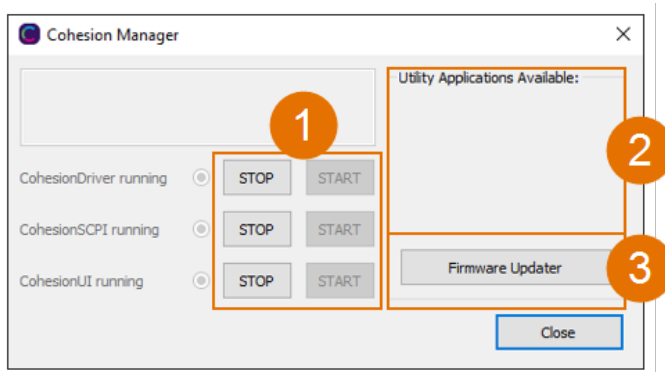 Cohesion Manager
Utility Applications Available:
1
2
CohesionDriver running STOP START
CohesionSCPI running STOP START
CohesionUI running STOP START
Firmware Updater
3
Close